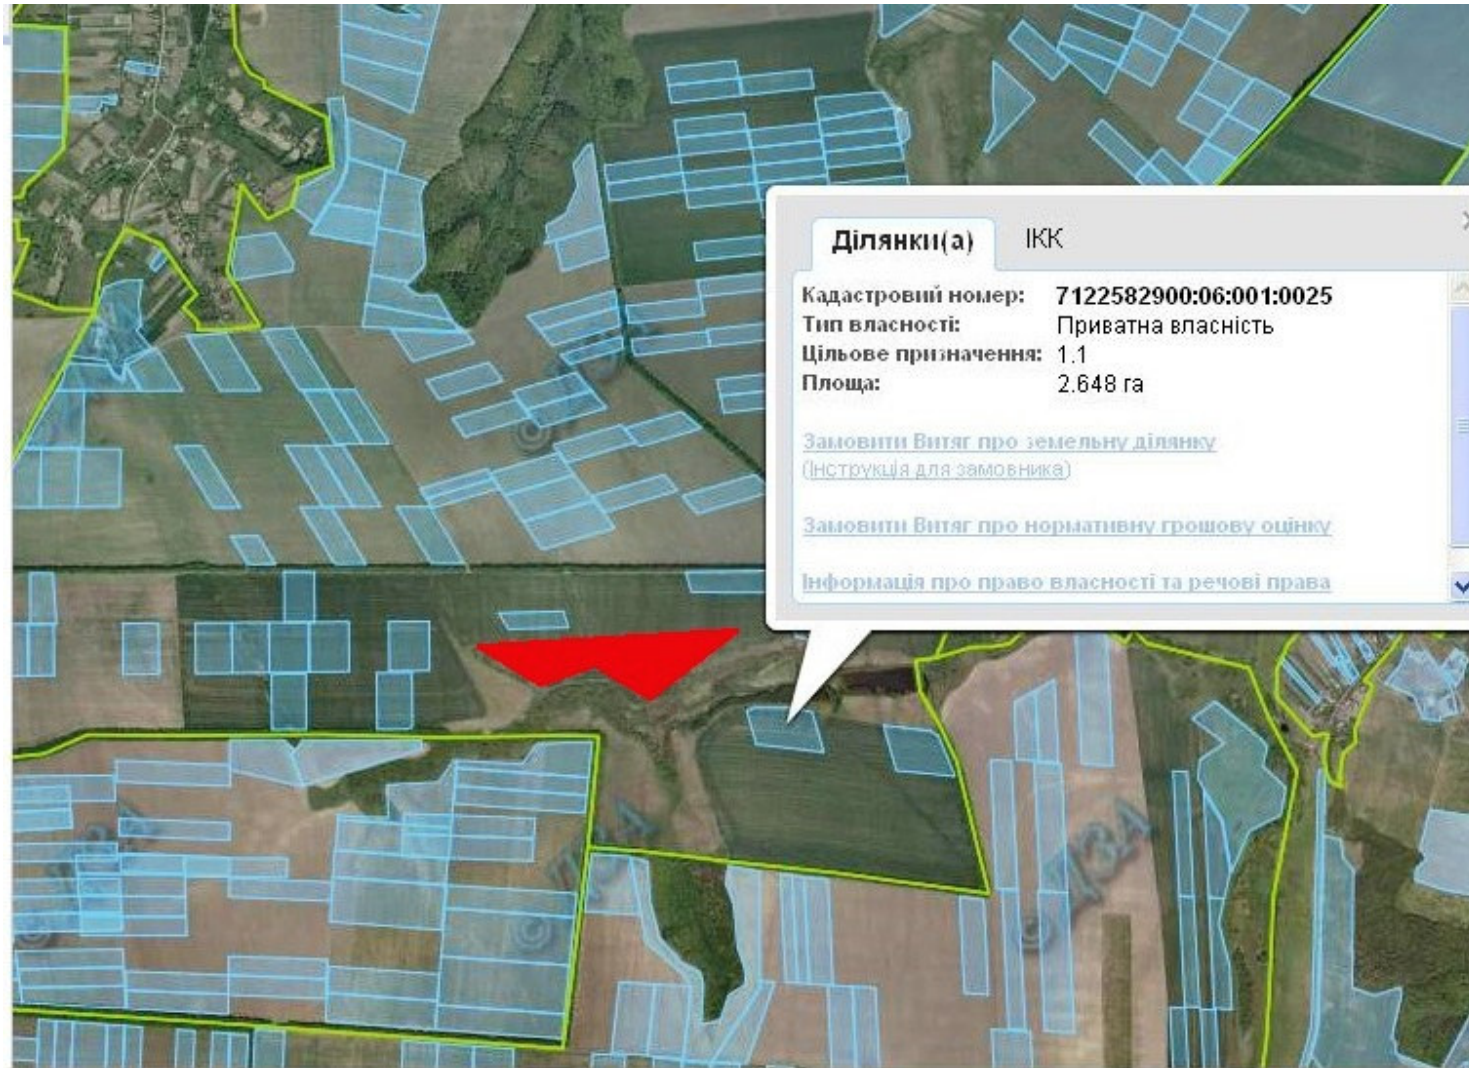 Ділянки(а) ІКК
Кадастровий номер: 7122582900:06:001:0025
Тип власності: Приватна власність
Цільове призначення: 1.1
Площа: 2.648 га
Замовити Витяг про земельну ділянку
(Інструкція для замовника)
Замовити Витяг про нормативну грошову оцінку
Інформація про право власності та речові права